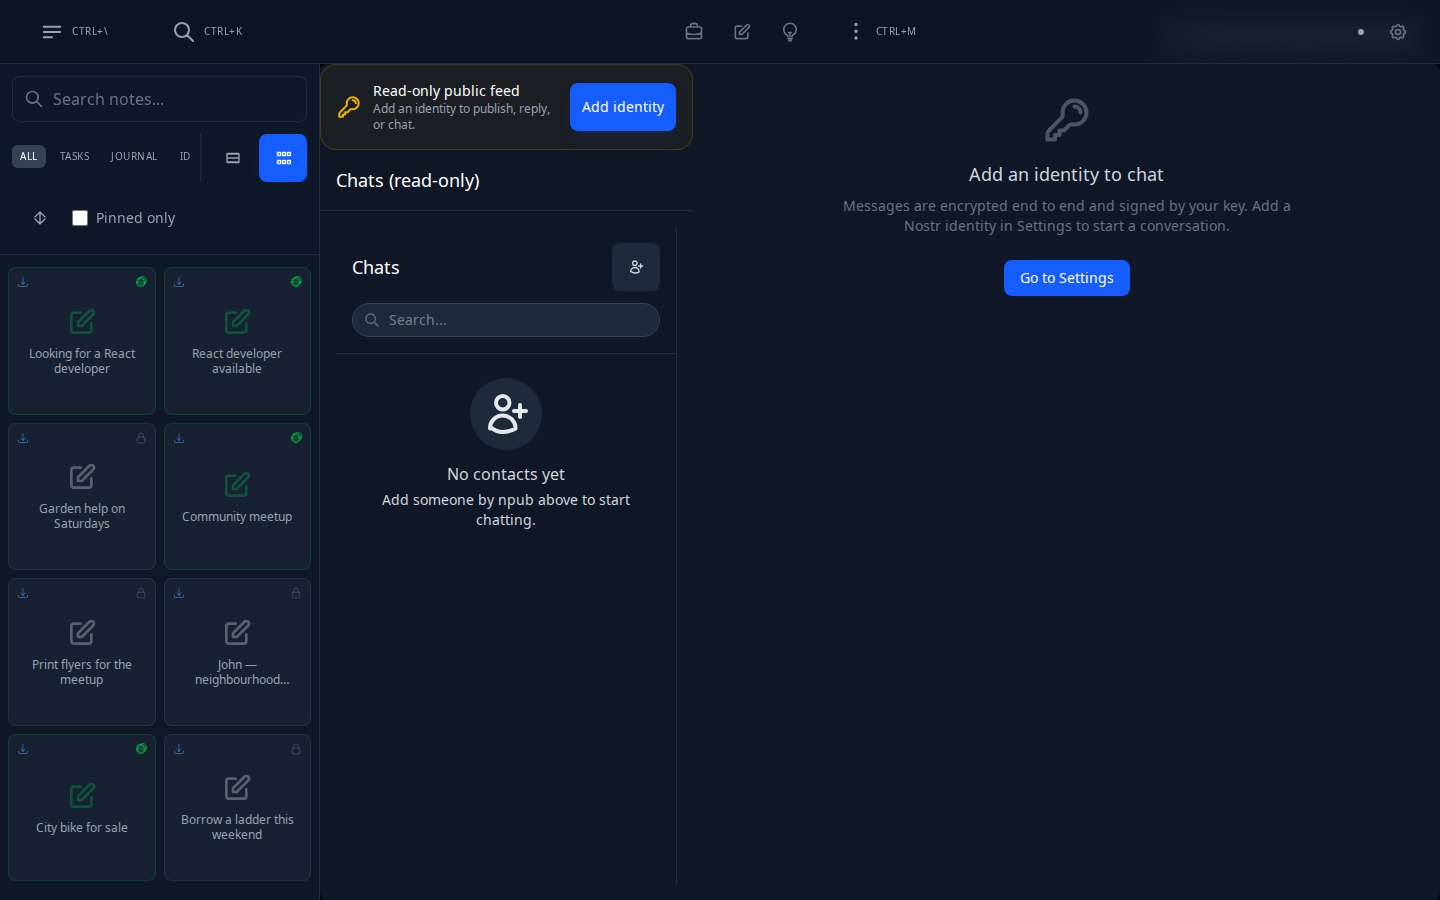 CTRL+\
CTRL+K
CTRL+M
Search notes...
ALL
TASKS
JOURNAL
ID
Pinned only
Looking for a React
developer
React developer
available
Garden help on
Saturdays
Community meetup
Print flyers for the
meetup
John —
neighbourhood...
City bike for sale
Borrow a ladder this
weekend
Read-only public feed
Add an identity to publish, reply,
or chat.
Add identity
Chats (read-only)
Chats
Search...
No contacts yet
Add someone by npub above to start
chatting.
Add an identity to chat
Messages are encrypted end to end and signed by your key. Add a
Nostr identity in Settings to start a conversation.
Go to Settings